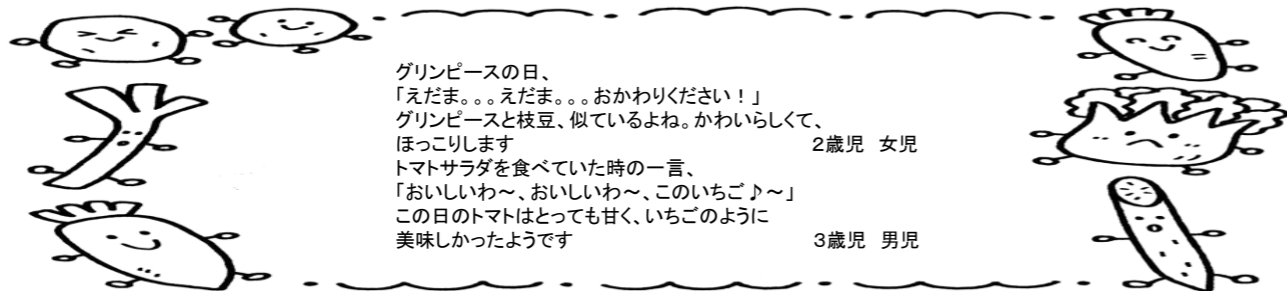 グリンピースの日、
「えだま。。。えだま。。。おかわりください！」
グリンピースと枝豆、似ているよね。かわいらしくて、
ほっこりします　　　　　　　　　　　　　　2歳児　女児
トマトサラダを食べていた時の一言、
「おいしいわ～、おいしいわ～、このいちご♪～」
この日のトマトはとっても甘く、いちごのように
美味しかったようです　　　　　　　　　　　3歳児　男児